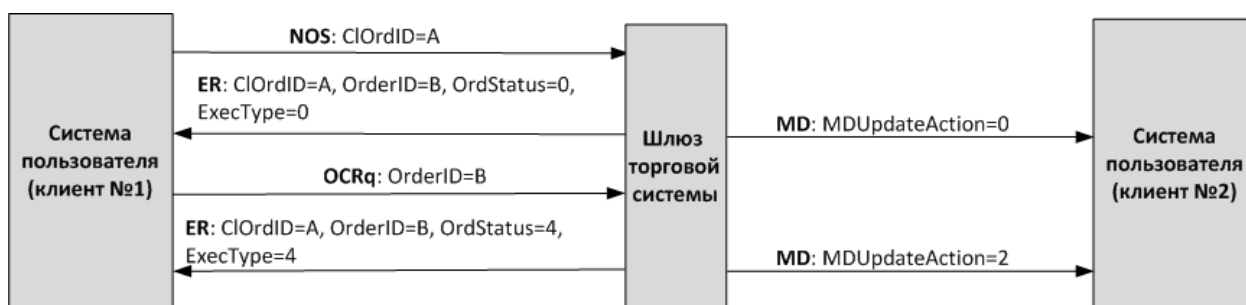 NOS: ClOrdID=A
ER: ClOrdID=A, OrderID=B, OrdStatus=0,
ExecType=0
Система
пользователя
(клиент №1)
OCRq: OrderID=B
ER: ClOrdID=A, OrderID=B, OrdStatus=4,
ExecType=4
Шлюз
торговой
системы
MD: MDUpdateAction=0
MD: MDUpdateAction=2
Система
пользователя
(клиент №2)